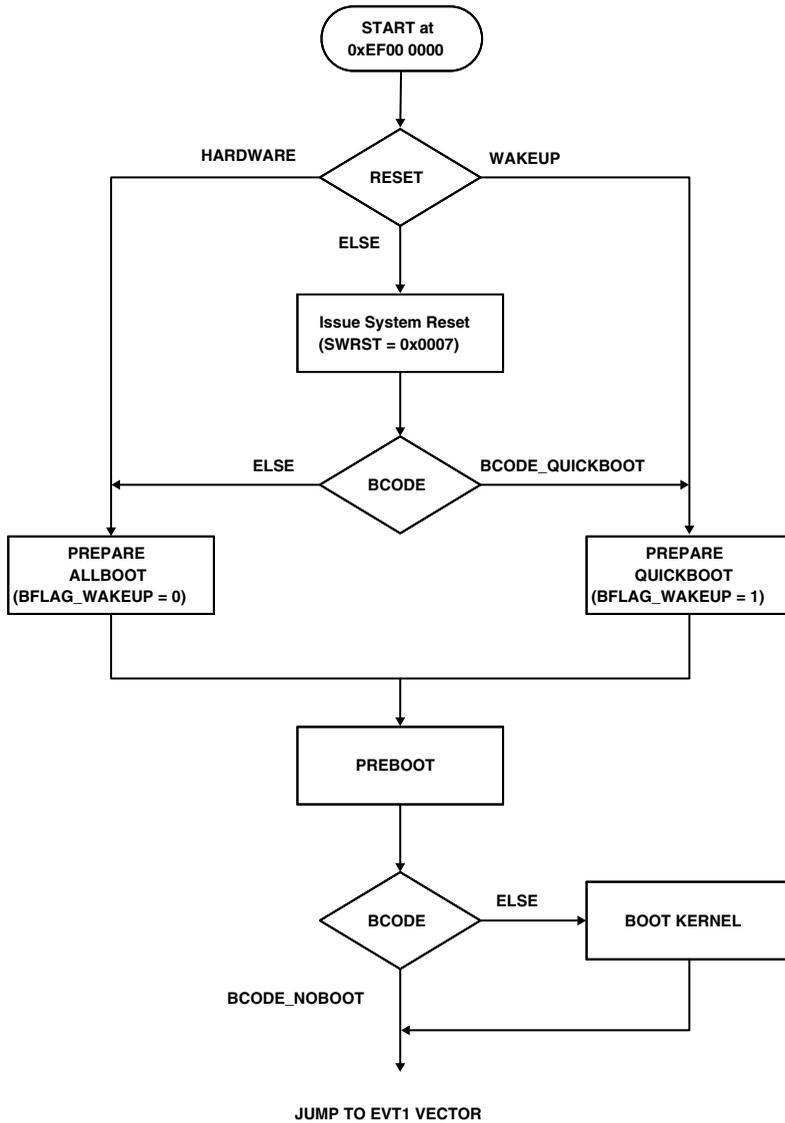 START at
0xEF00 0000
HARDWARE
WAKEUP
RESET
ELSE
Issue System Reset
(SWRST = 0x0007)
ELSE
BCODE_QUICKBOOT
BCODE
PREPARE
ALLBOOT
(BFLAG_WAKEUP = 0)
PREPARE
QUICKBOOT
(BFLAG_WAKEUP = 1)
PREBOOT
ELSE
BCODE
BOOT KERNEL
BCODE_NOBOOT
JUMP TO EVT1 VECTOR